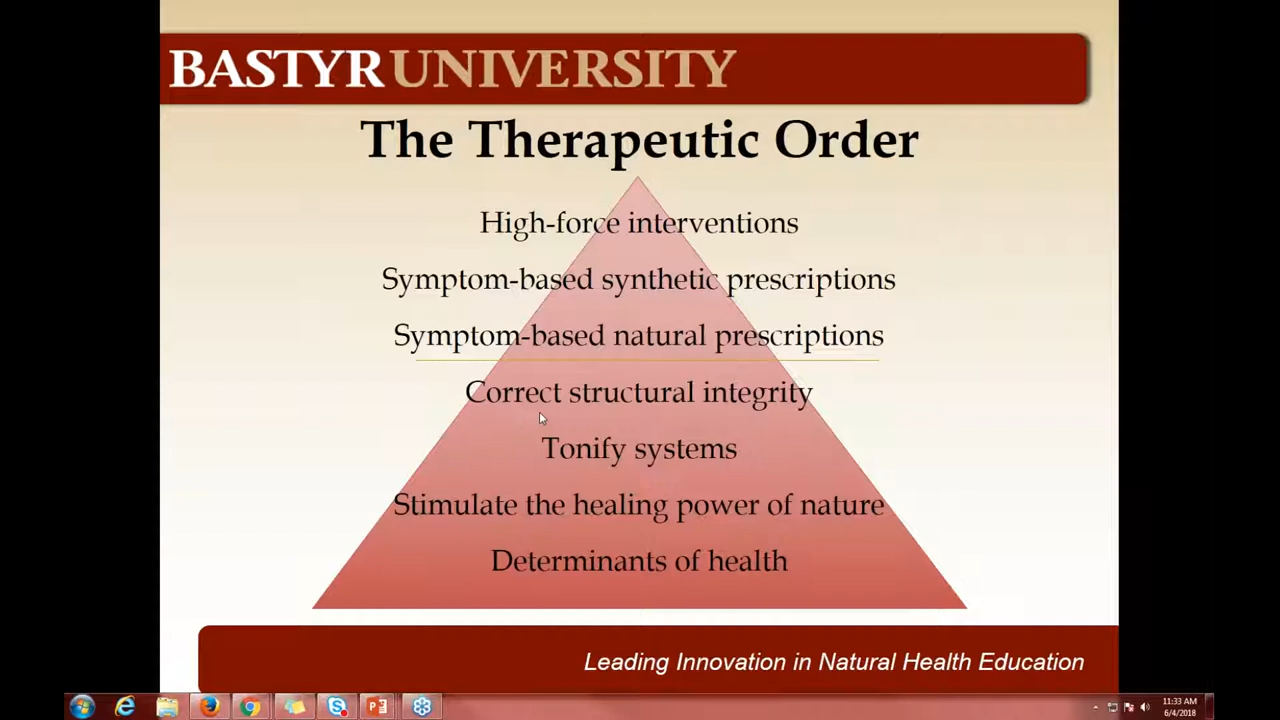 BASTYR UNIVERSITY
The Therapeutic Order
High-force interventions
Symptom-based synthetic prescriptions
Symptom-based natural prescriptions
Correct structural integrity
Tonify systems
Stimulate the healing power of nature
Determinants of health
Leading Innovation in Natural Health Education
11:33 AM
6/4/2018